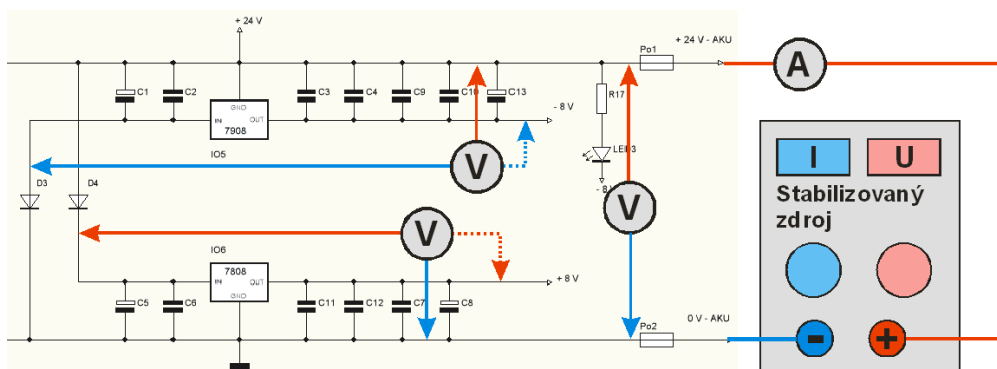 + 24 V
Po1
+ 24 V - AKU
A
C1
C2
C3
C4
C9
C10
C13
GND
IN
OUT
7908
IO5
- 8 V
R17
LED3
- 8 V
V
D3
D4
V
V
I
U
Stabilizovaný
zdroj
IO6
7808
IN
OUT
GND
+ 8 V
C5
C6
C11
C12
C7
C8
Po2
0 V - AKU
-
+